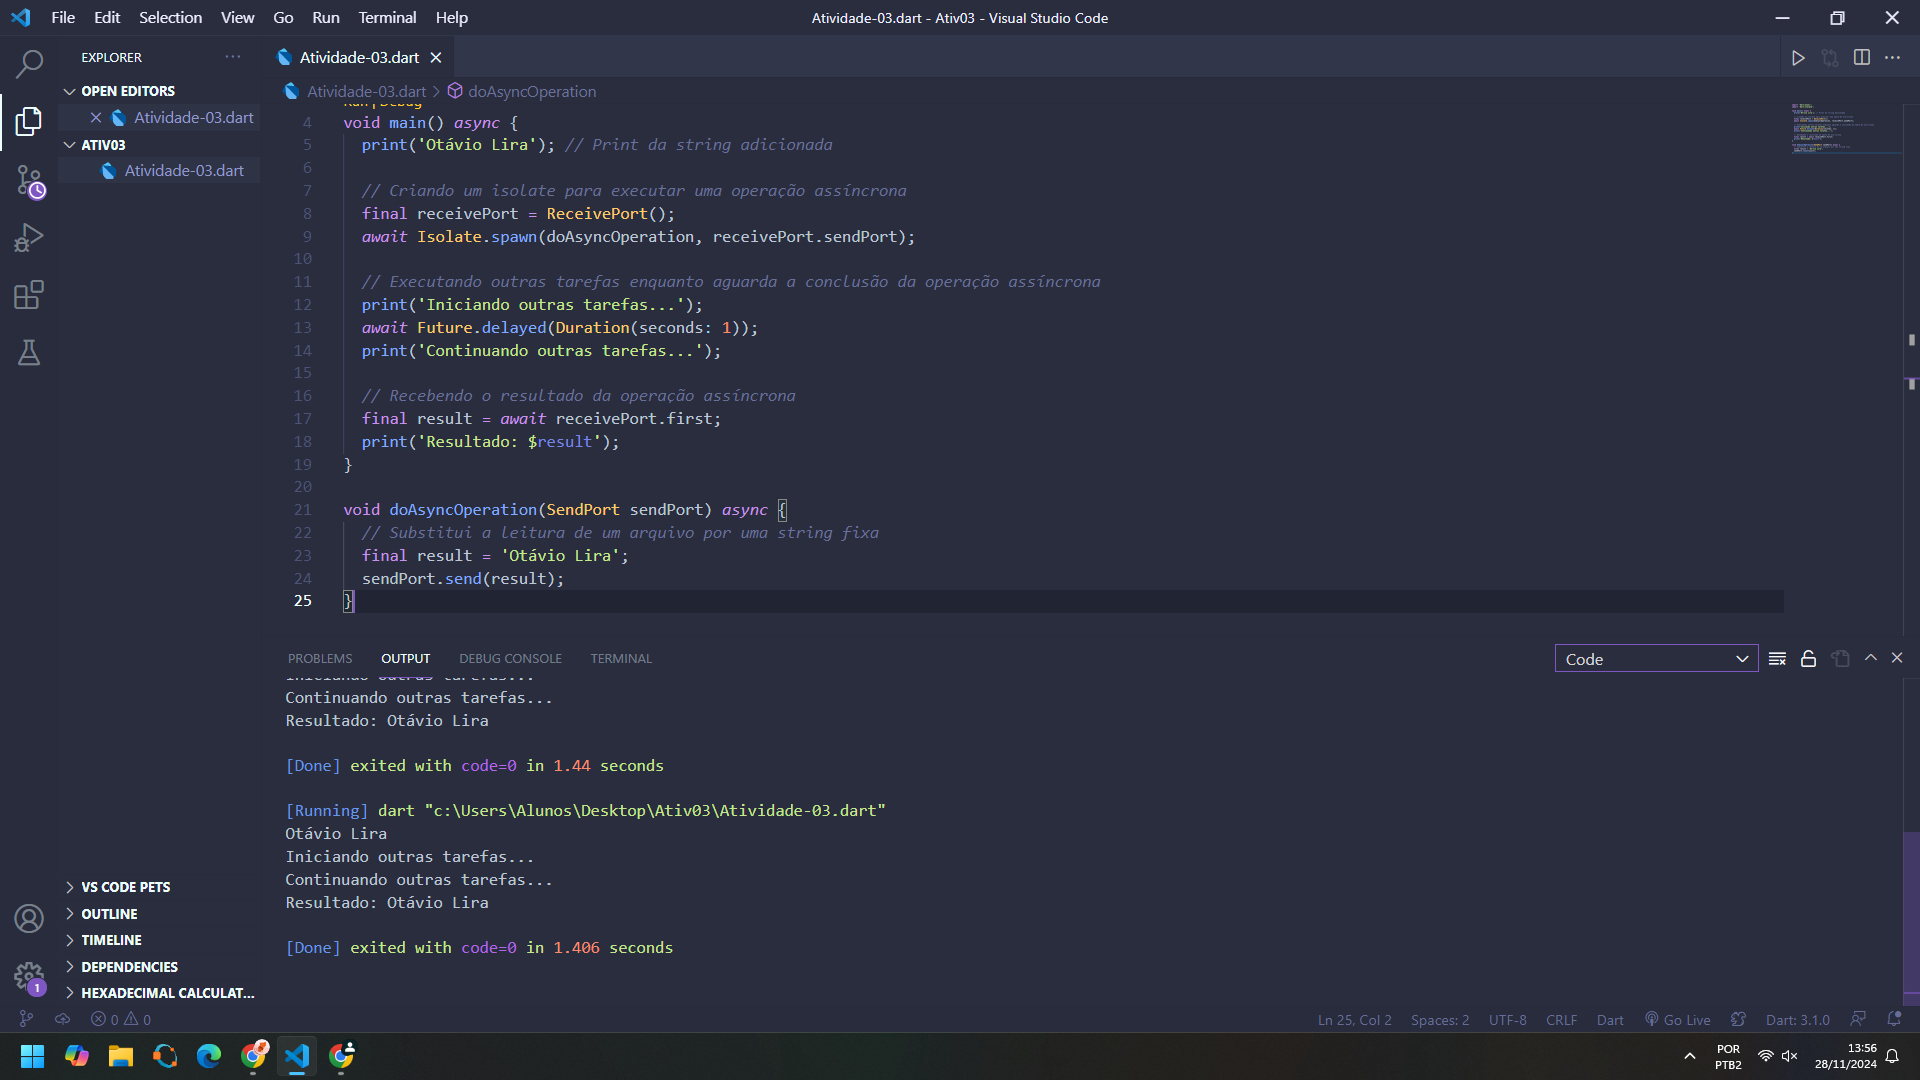 File Edit Selection View Go Run Terminal Help
Atividade-03.dart - Ativ03 - Visual Studio Code
EXPLORER
OPEN EDITORS
Atividade-03.dart
ATIV03
Atividade-03.dart
VS CODE PETS
OUTLINE
TIMELINE
DEPENDENCIES
HEXADECIMAL CALCULAT...
1
Atividade-03.dart
Atividade-03.dart > doAsyncOperation
Run | Debug
4 void main() async {
5 print('Otávio Lira'); // Print da string adicionada
6
7 // Criando um isolate para executar uma operação assíncrona
8 final receivePort = ReceivePort();
9 await Isolate.spawn(doAsyncOperation, receivePort.sendPort);
10
11 // Executando outras tarefas enquanto aguarda a conclusão da operação assíncrona
12 print('Iniciando outras tarefas...');
13 await Future.delayed(Duration(seconds: 1));
14 print('Continuando outras tarefas...');
15
16 // Recebendo o resultado da operação assíncrona
17 final result = await receivePort.first;
18 print('Resultado: $result');
19 }
20
21 void doAsyncOperation(SendPort sendPort) async {
22 // Substitui a leitura de um arquivo por uma string fixa
23 final result = 'Otávio Lira';
24 sendPort.send(result);
25 }
PROBLEMS OUTPUT DEBUG CONSOLE TERMINAL
Code
Iniciando outras tarefas...
Continuando outras tarefas...
Resultado: Otávio Lira
[Done] exited with code=0 in 1.44 seconds
[Running] dart "c:\Users\Alunos\Desktop\Ativ03\Atividade-03.dart"
Otávio Lira
Iniciando outras tarefas...
Continuando outras tarefas...
Resultado: Otávio Lira
[Done] exited with code=0 in 1.406 seconds
0 0
Ln 25, Col 2 Spaces: 2 UTF-8 CRLF Dart Go Live Dart: 3.1.0
POR
PTB2
13:56
28/11/2024